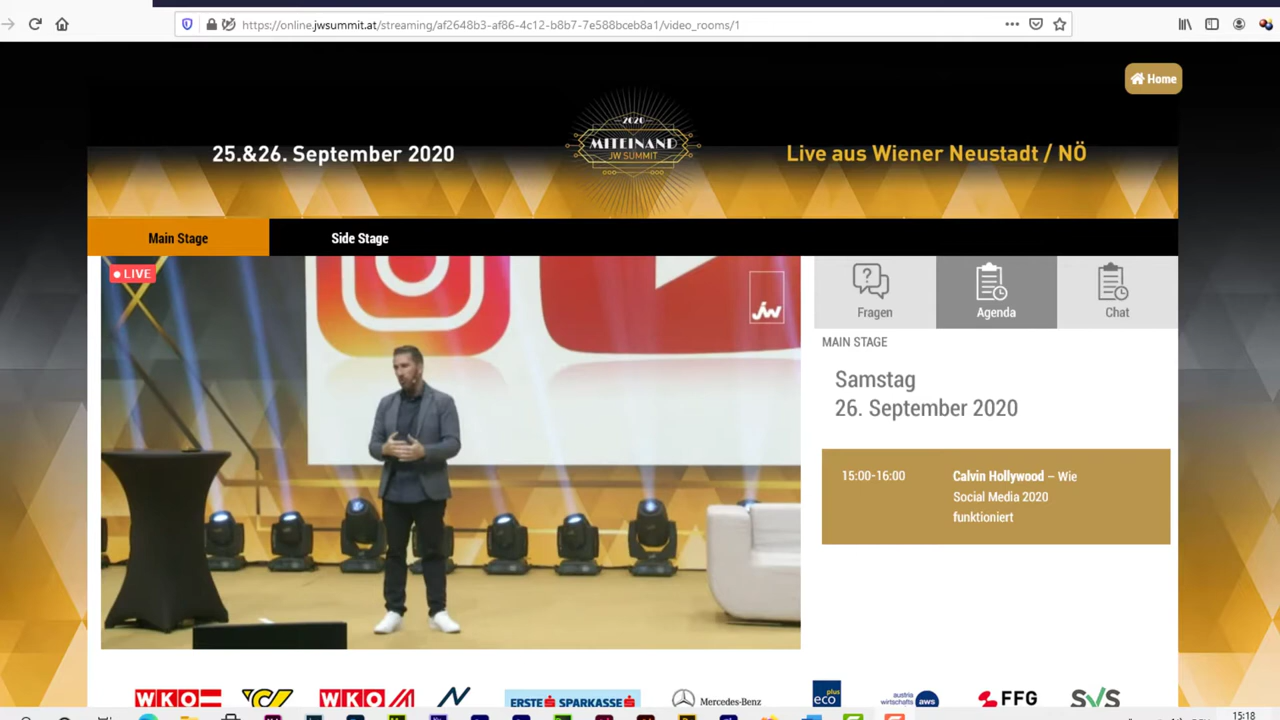 https://online.jwsummit.at/streaming/af2648b3-af86-4c12-b8b7-7e588bceb8a1/video_rooms/1
Home
2020
MITEINAND
JW SUMMIT
25.&26. September 2020
Live aus Wiener Neustadt / NÖ
Main Stage
Side Stage
LIVE
jw
Fragen
Agenda
Chat
MAIN STAGE
Samstag
26. September 2020
15:00-16:00
Calvin Hollywood – Wie
Social Media 2020
funktioniert
WKO
WKO
ERSTE SPARKASSE
Mercedes-Benz
eco plus
austria wirtschafts aws
FFG
SVS
15:18